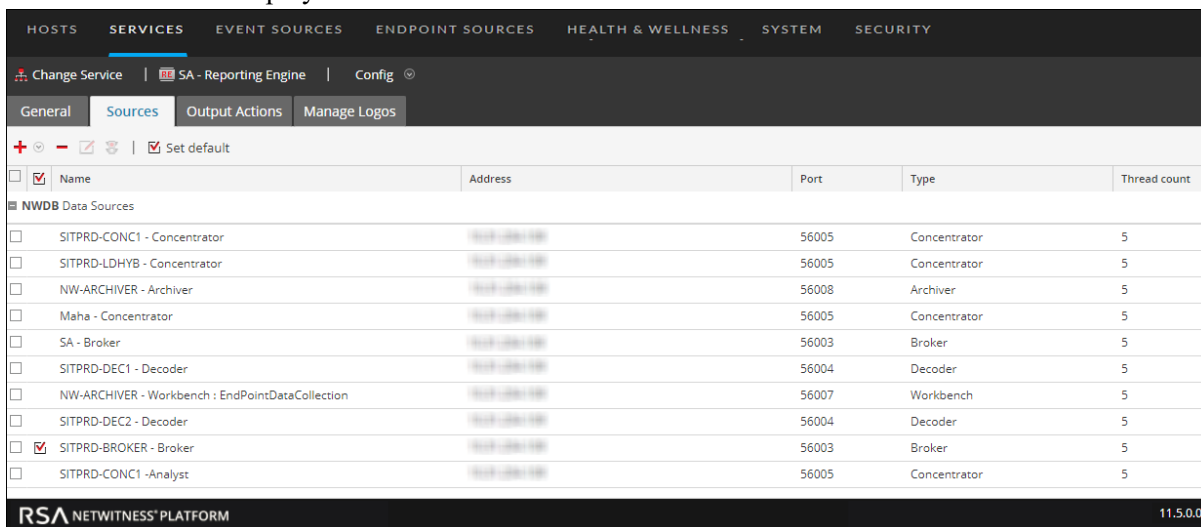 HOSTS SERVICES EVENT SOURCES ENDPOINT SOURCES HEALTH & WELLNESS SYSTEM SECURITY
Change Service | RE SA - Reporting Engine | Config
General Sources Output Actions Manage Logos
Set default
Name Address Port Type Thread count
NWDB Data Sources
SITPRD-CONC1 - Concentrator 56005 Concentrator 5
SITPRD-LDHYB - Concentrator 56005 Concentrator 5
NW-ARCHIVER - Archiver 56008 Archiver 5
Maha - Concentrator 56005 Concentrator 5
SA - Broker 56003 Broker 5
SITPRD-DEC1 - Decoder 56004 Decoder 5
NW-ARCHIVER - Workbench : EndPointDataCollection 56007 Workbench 5
SITPRD-DEC2 - Decoder 56004 Decoder 5
SITPRD-BROKER - Broker 56003 Broker 5
SITPRD-CONC1 -Analyst 56005 Concentrator 5
RSA NETWITNESS® PLATFORM 11.5.0.0